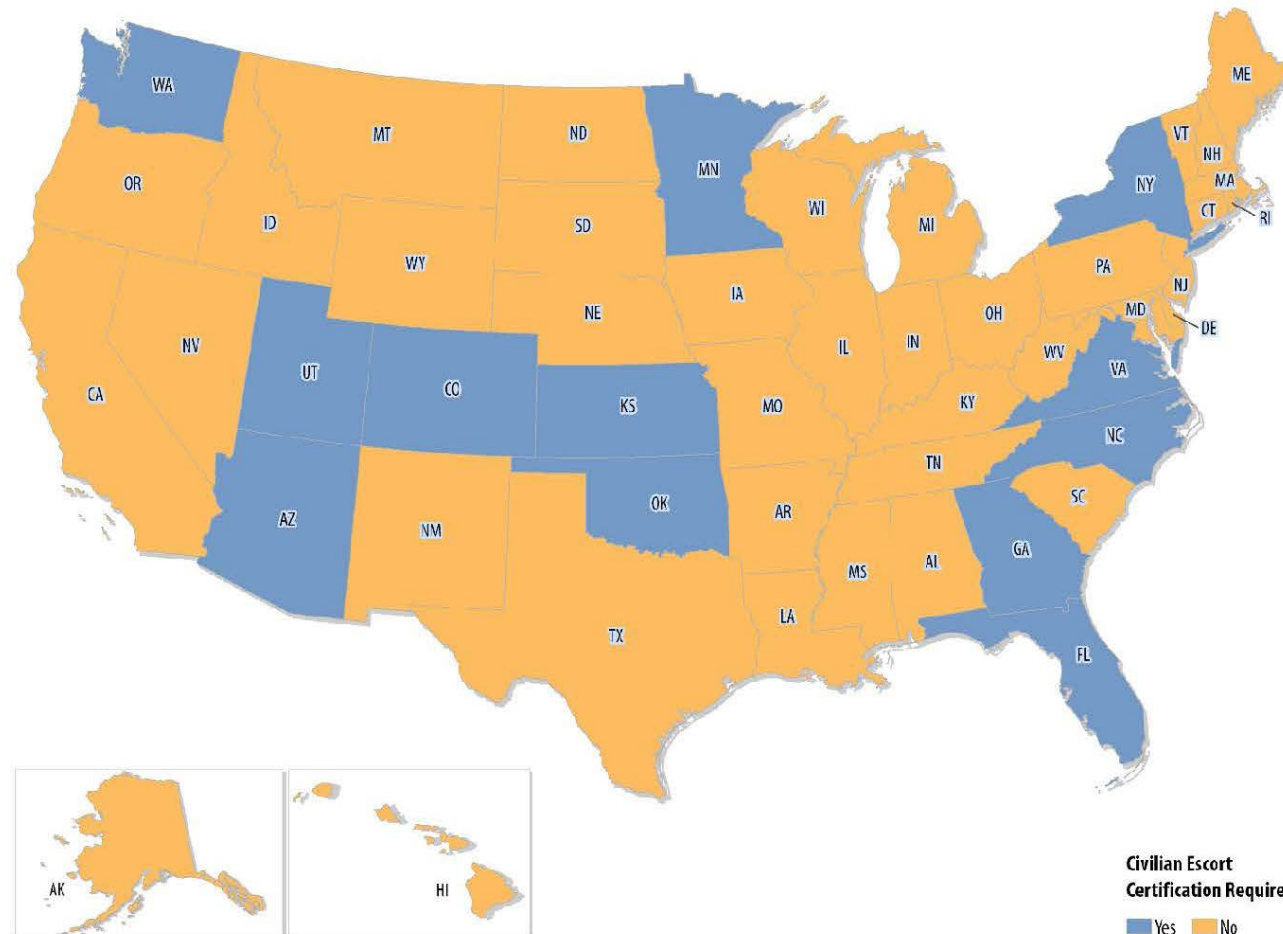 WA
MT
ND
MN
ME
VT
NH
OR
ID
SD
WI
MI
NY
MA
CT
RI
WY
IA
PA
NJ
NE
OH
MD
DE
NV
UT
CO
IL
IN
WV
VA
CA
KS
MO
KY
NC
TN
AZ
NM
OK
AR
SC
MS
AL
GA
LA
TX
FL
AK
HI
Civilian Escort
Certification Require
Yes No